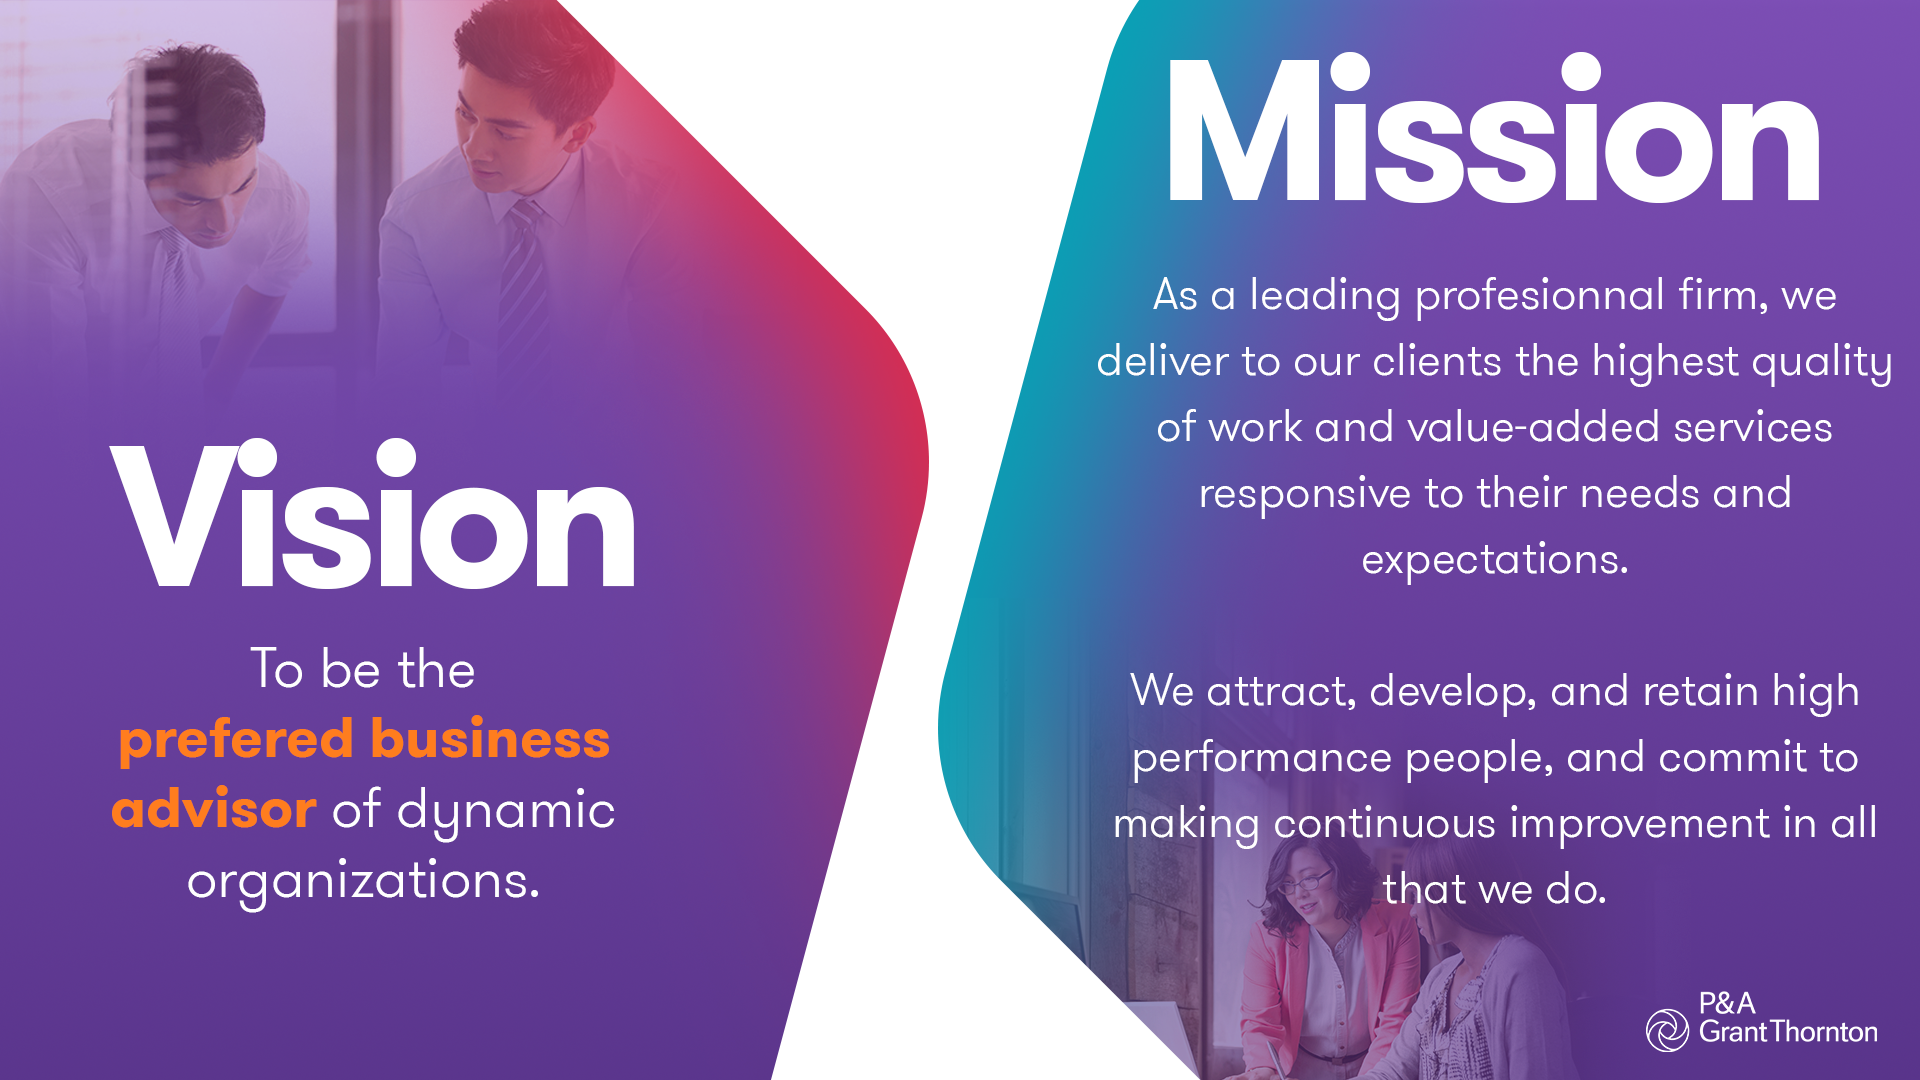 Vision
To be the
prefered business
advisor of dynamic
organizations.
Mission
As a leading profesionnal firm, we
deliver to our clients the highest quality
of work and value-added services
responsive to their needs and
expectations.
We attract, develop, and retain high
performance people, and commit to
making continuous improvement in all
that we do.
P&A
Grant Thornton